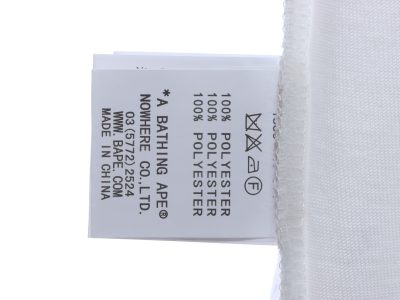 100% POLYESTER
100% POLYESTER
100% POLYESTER
*A BATHING APE®
NOWHERE CO.,LTD.
03(5772)2524
WWW.BAPE.COM
MADE IN CHINA